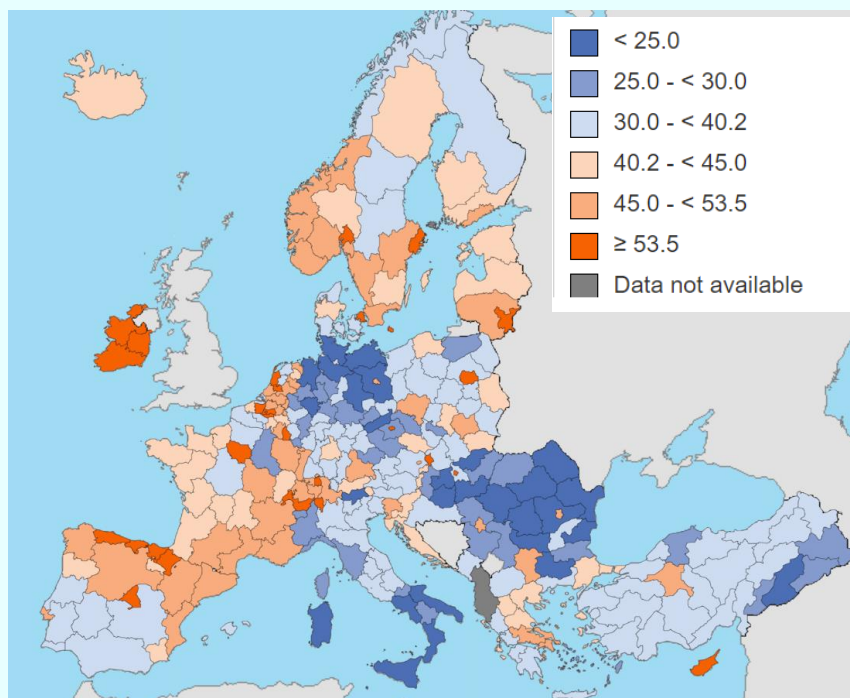 < 25.0
25.0 - < 30.0
30.0 - < 40.2
40.2 - < 45.0
45.0 - < 53.5
≥ 53.5
Data not available